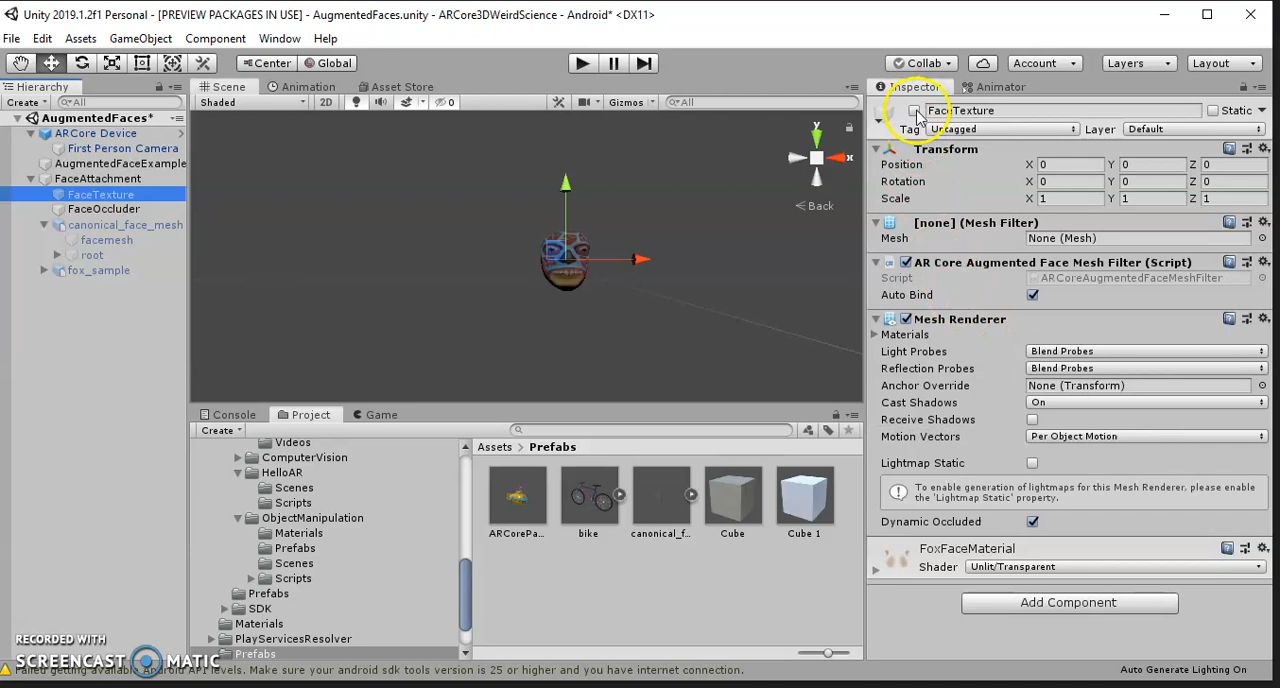 Unity 2019.1.2f1 Personal - [PREVIEW PACKAGES IN USE] - AugmentedFaces.unity - ARCore3DWeirdScience - Android* <DX11>
File Edit Assets GameObject Component Window Help
Center Global Collab Account Layers Layout
Hierarchy Scene Animation Asset Store Inspector Animator
Create All Shaded 2D 0 Gizmos All FaceTexture Static
AugmentedFaces*
Tag Untagged Layer Default
ARCore Device
First Person Camera
AugmentedFaceExample
FaceAttachment
FaceTexture
FaceOccluder
canonical_face_mesh
facemesh
root
fox_sample
y
x
Back
Transform
Position X 0 Y 0 Z 0
Rotation X 0 Y 0 Z 0
Scale X 1 Y 1 Z 1
[none] (Mesh Filter)
Mesh None (Mesh)
AR Core Augmented Face Mesh Filter (Script)
Script ARCoreAugmentedFaceMeshFilter
Auto Bind
Mesh Renderer
Materials
Light Probes Blend Probes
Reflection Probes Blend Probes
Anchor Override None (Transform)
Cast Shadows On
Receive Shadows
Motion Vectors Per Object Motion
Lightmap Static
To enable generation of lightmaps for this Mesh Renderer, please enable
the 'Lightmap Static' property.
Dynamic Occluded
FoxFaceMaterial
Shader Unlit/Transparent
Add Component
Console Project Game
Create
Videos
ComputerVision
HelloAR
Scenes
Scripts
ObjectManipulation
Materials
Prefabs
Scenes
Scripts
Prefabs
SDK
Materials
PlayServicesResolver
Prefabs
Assets > Prefabs
ARCorePa... bike canonical_f... Cube Cube 1
RECORDED WITH
SCREENCAST MATIC
Failed getting available Android API levels. Make sure your android sdk tools version is 25 or higher and you have internet connection.
Auto Generate Lighting On